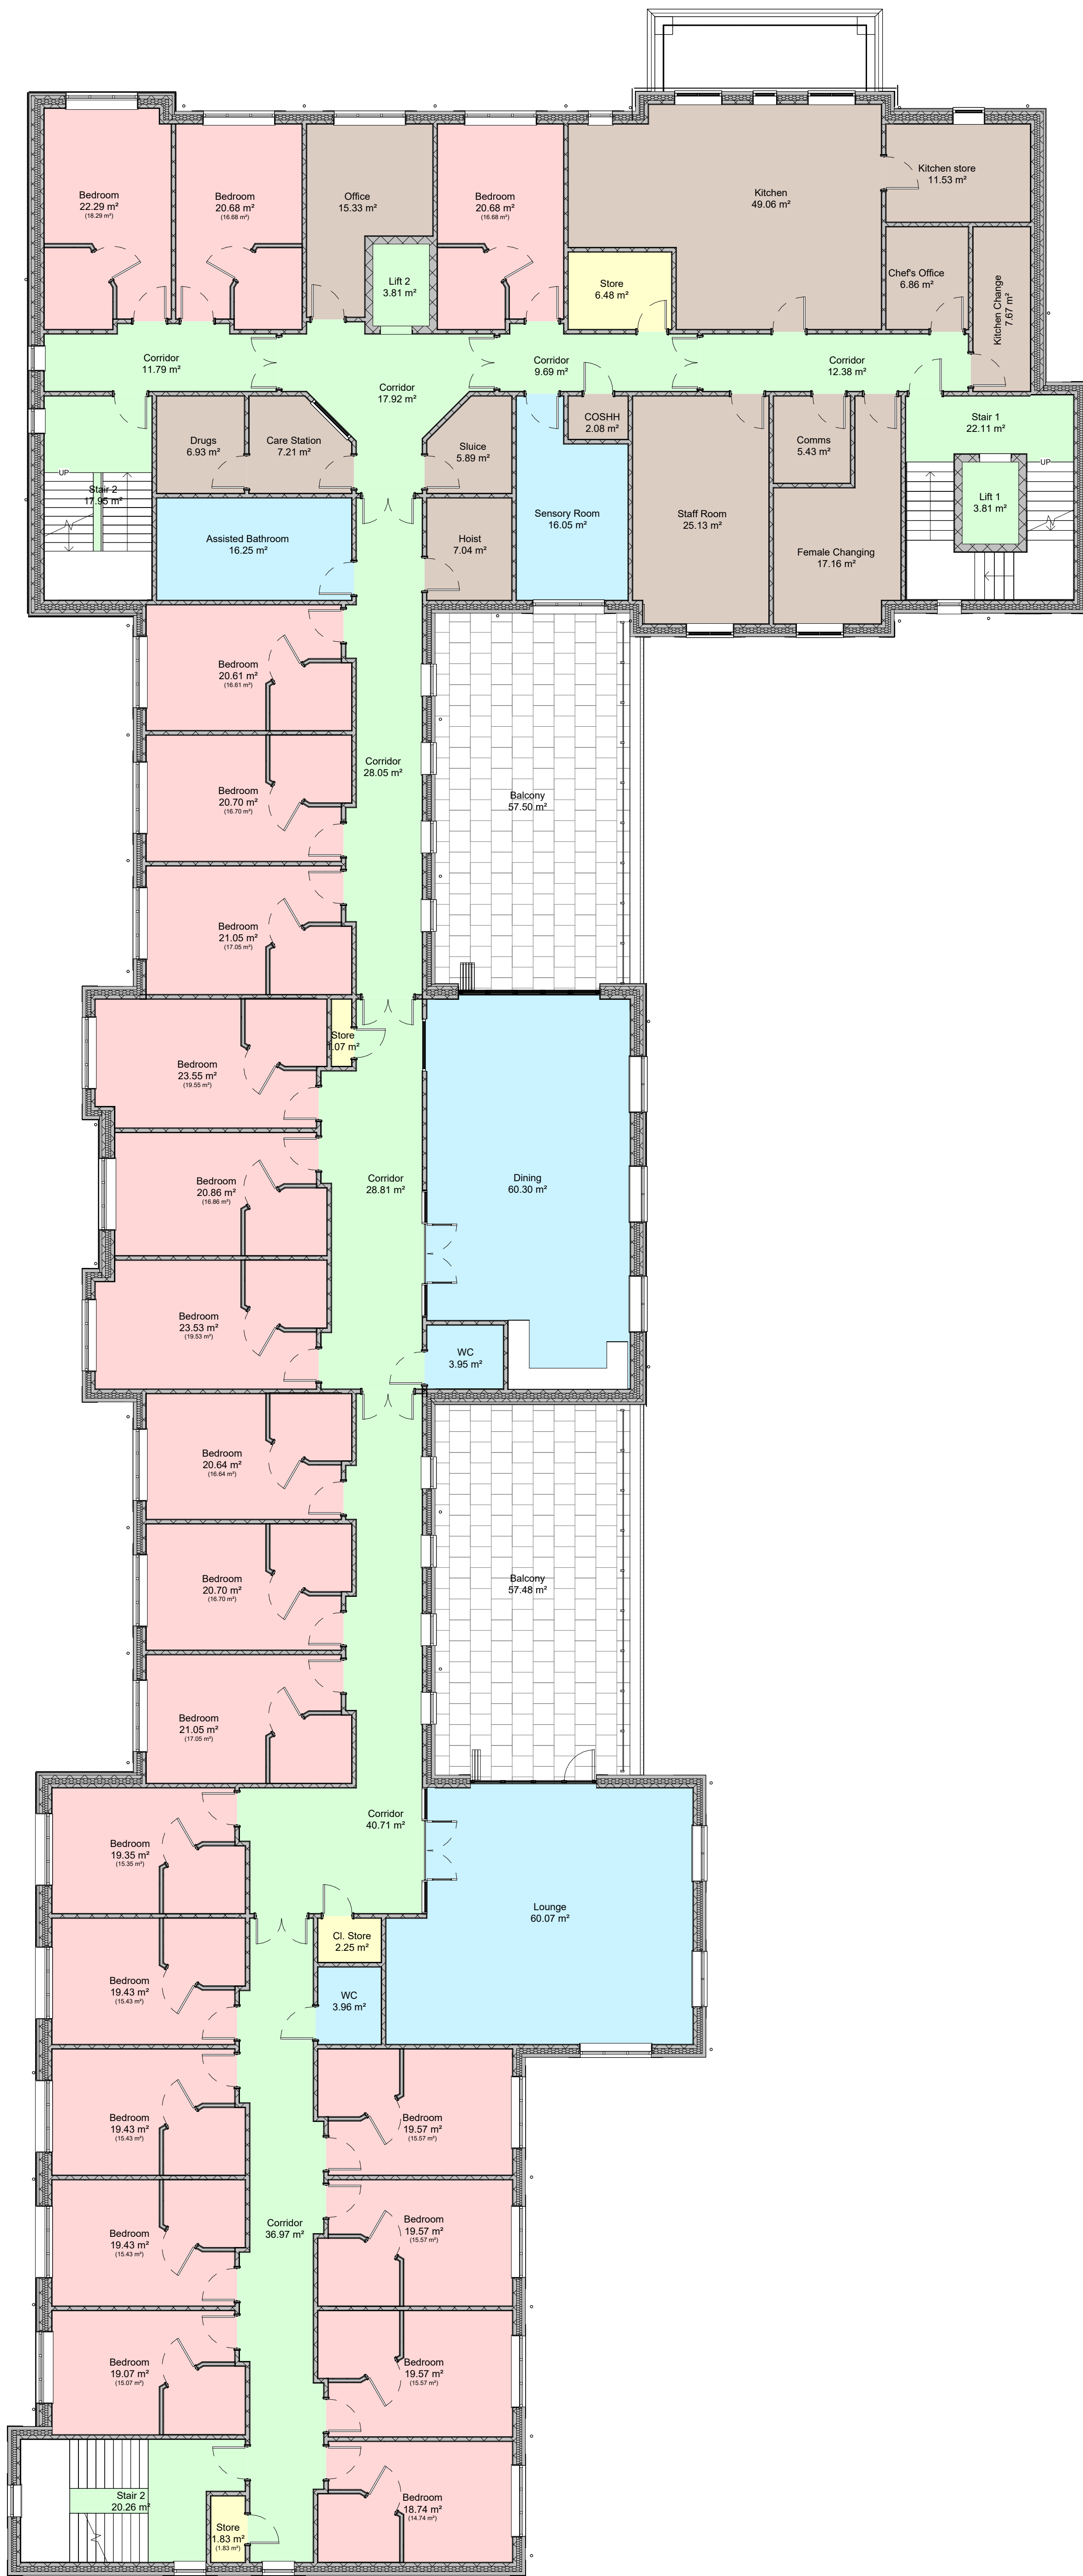 Bedroom
22.29 m²
(18.29 m²)
Bedroom
20.68 m²
(16.68 m²)
Office
15.33 m²
Bedroom
20.68 m²
(16.68 m²)
Kitchen
49.06 m²
Kitchen store
11.53 m²
Lift 2
3.81 m²
Store
6.48 m²
Chef's Office
6.86 m²
Kitchen Change
7.67 m²
Corridor
11.79 m²
Corridor
17.92 m²
Corridor
9.69 m²
Corridor
12.38 m²
Drugs
6.93 m²
Care Station
7.21 m²
Sluice
5.89 m²
COSHH
2.08 m²
Comms
5.43 m²
Stair 1
22.11 m²
UP
Stair 2
17.95 m²
UP
Lift 1
3.81 m²
Assisted Bathroom
16.25 m²
Hoist
7.04 m²
Sensory Room
16.05 m²
Staff Room
25.13 m²
Female Changing
17.16 m²
Bedroom
20.61 m²
(16.61 m²)
Corridor
28.05 m²
Bedroom
20.70 m²
(16.70 m²)
Balcony
57.50 m²
Bedroom
21.05 m²
(17.05 m²)
Store
1.07 m²
Bedroom
23.55 m²
(19.55 m²)
Bedroom
20.86 m²
(16.86 m²)
Corridor
28.81 m²
Dining
60.30 m²
Bedroom
23.53 m²
(19.53 m²)
WC
3.95 m²
Bedroom
20.64 m²
(16.64 m²)
Bedroom
20.70 m²
(16.70 m²)
Balcony
57.48 m²
Bedroom
21.05 m²
(17.05 m²)
Corridor
40.71 m²
Bedroom
19.35 m²
(15.35 m²)
Lounge
60.07 m²
Cl. Store
2.25 m²
Bedroom
19.43 m²
(15.43 m²)
WC
3.96 m²
Bedroom
19.43 m²
(15.43 m²)
Bedroom
19.57 m²
(15.57 m²)
Bedroom
19.43 m²
(15.43 m²)
Corridor
36.97 m²
Bedroom
19.57 m²
(15.57 m²)
Bedroom
19.07 m²
(15.07 m²)
Bedroom
19.57 m²
(15.57 m²)
Stair 2
20.26 m²
Bedroom
18.74 m²
(14.74 m²)
Store
1.83 m²
(1.83 m²)